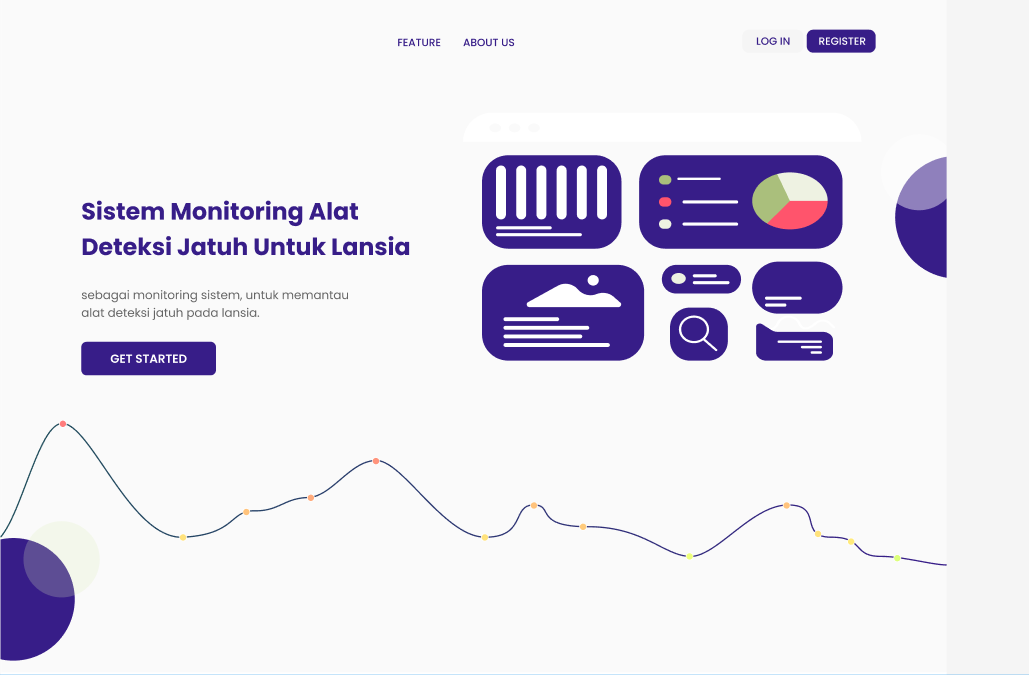 FEATURE
ABOUT US
LOG IN
REGISTER
Sistem Monitoring Alat
Deteksi Jatuh Untuk Lansia
sebagai monitoring sistem, untuk memantau
alat deteksi jatuh pada lansia.
GET STARTED